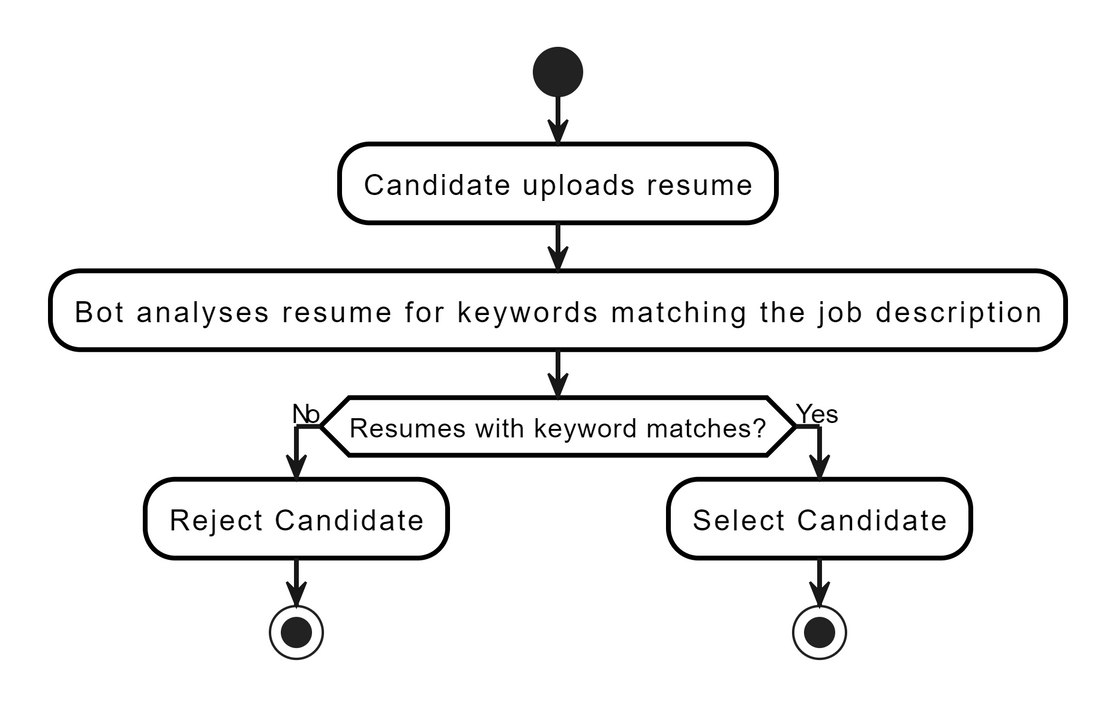 Candidate uploads resume
Bot analyses resume for keywords matching the job description
No
Resumes with keyword matches?
Yes
Reject Candidate
Select Candidate